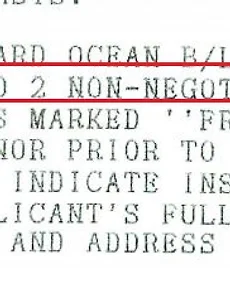 ARD OCEAN B/L
2 NON-NEGOT
MARKED ''FR
NOR PRIOR TO
INDICATE INS
LICANT'S FULL
AND ADDRESS